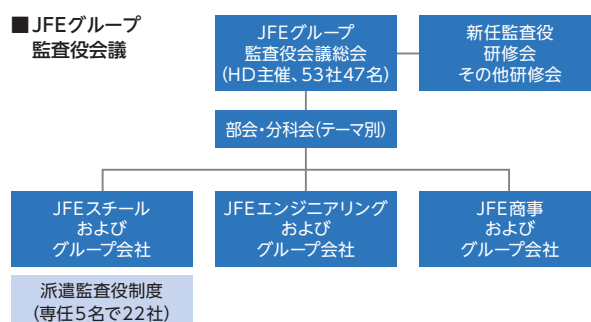 ■JFEグループ
監査役会議
JFEグループ
監査役会議総会
(HD主催、53社47名)
新任監査役
研修会
その他研修会
部会・分科会(テーマ別)
JFEスチール
および
グループ会社
JFEエンジニアリング
および
グループ会社
JFE商事
および
グループ会社
派遣監査役制度
(専任5名で22社)